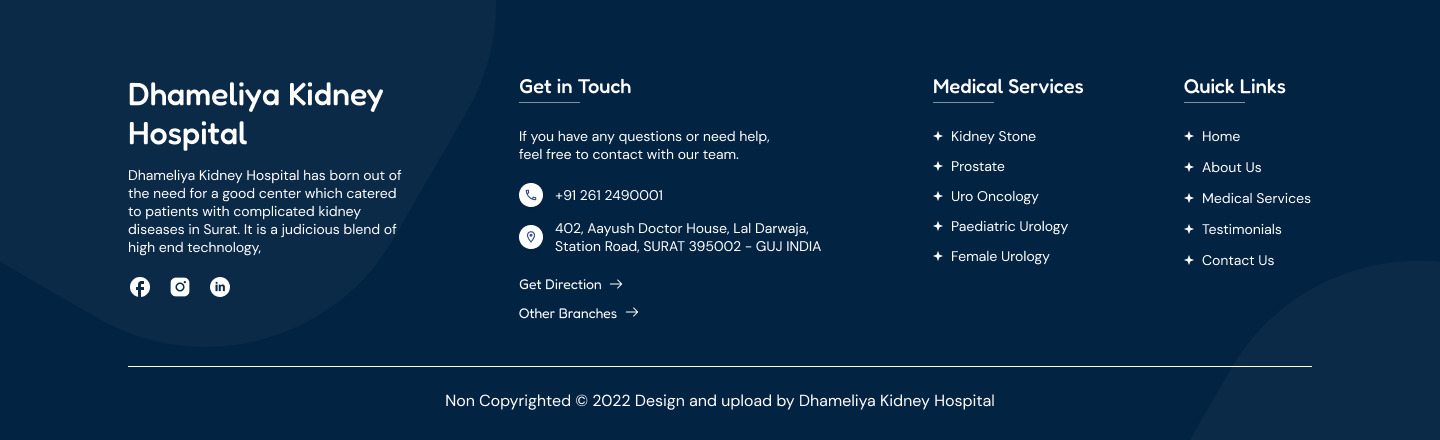 Dhameliya Kidney
Hospital
Dhameliya Kidney Hospital has born out of
the need for a good center which catered
to patients with complicated kidney
diseases in Surat. It is a judicious blend of
high end technology,
Get in Touch
If you have any questions or need help,
feel free to contact with our team.
+91 261 2490001
402, Aayush Doctor House, Lal Darwaja,
Station Road, SURAT 395002 - GUJ INDIA
Get Direction
Other Branches
Medical Services
Kidney Stone
Prostate
Uro Oncology
Paediatric Urology
Female Urology
Quick Links
Home
About Us
Medical Services
Testimonials
Contact Us
Non Copyrighted © 2022 Design and upload by Dhameliya Kidney Hospital